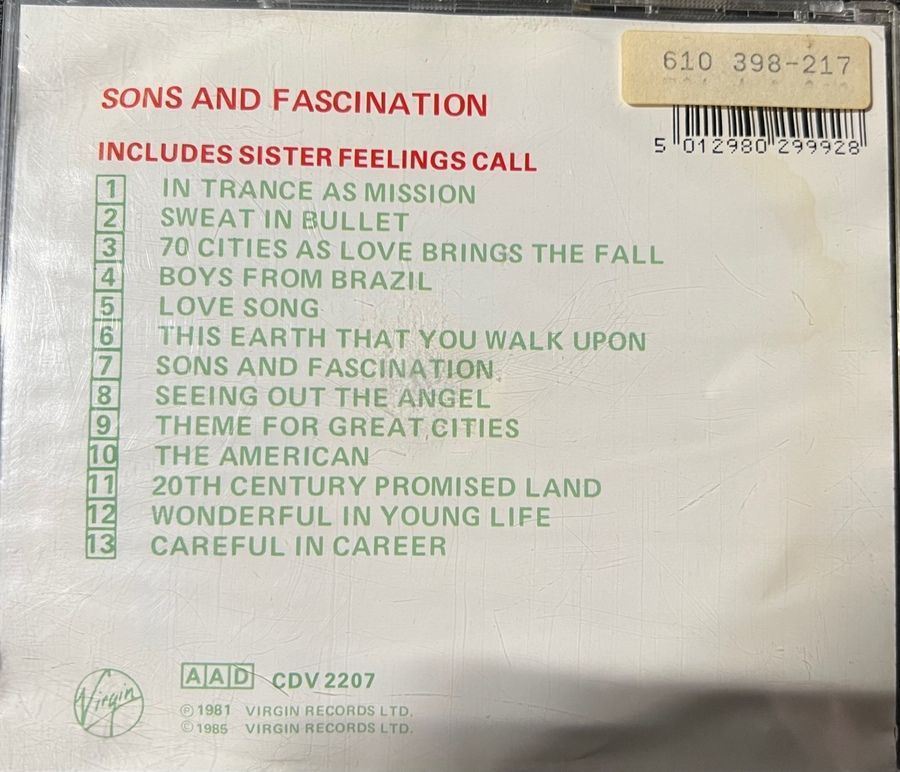 610 398-217
5 012980 299928
SONS AND FASCINATION
INCLUDES SISTER FEELINGS CALL
1 IN TRANCE AS MISSION
2 SWEAT IN BULLET
3 70 CITIES AS LOVE BRINGS THE FALL
4 BOYS FROM BRAZIL
5 LOVE SONG
6 THIS EARTH THAT YOU WALK UPON
7 SONS AND FASCINATION
8 SEEING OUT THE ANGEL
9 THEME FOR GREAT CITIES
10 THE AMERICAN
11 20TH CENTURY PROMISED LAND
12 WONDERFUL IN YOUNG LIFE
13 CAREFUL IN CAREER
Virgin
AAD CDV 2207
℗ 1981 VIRGIN RECORDS LTD.
© 1985 VIRGIN RECORDS LTD.